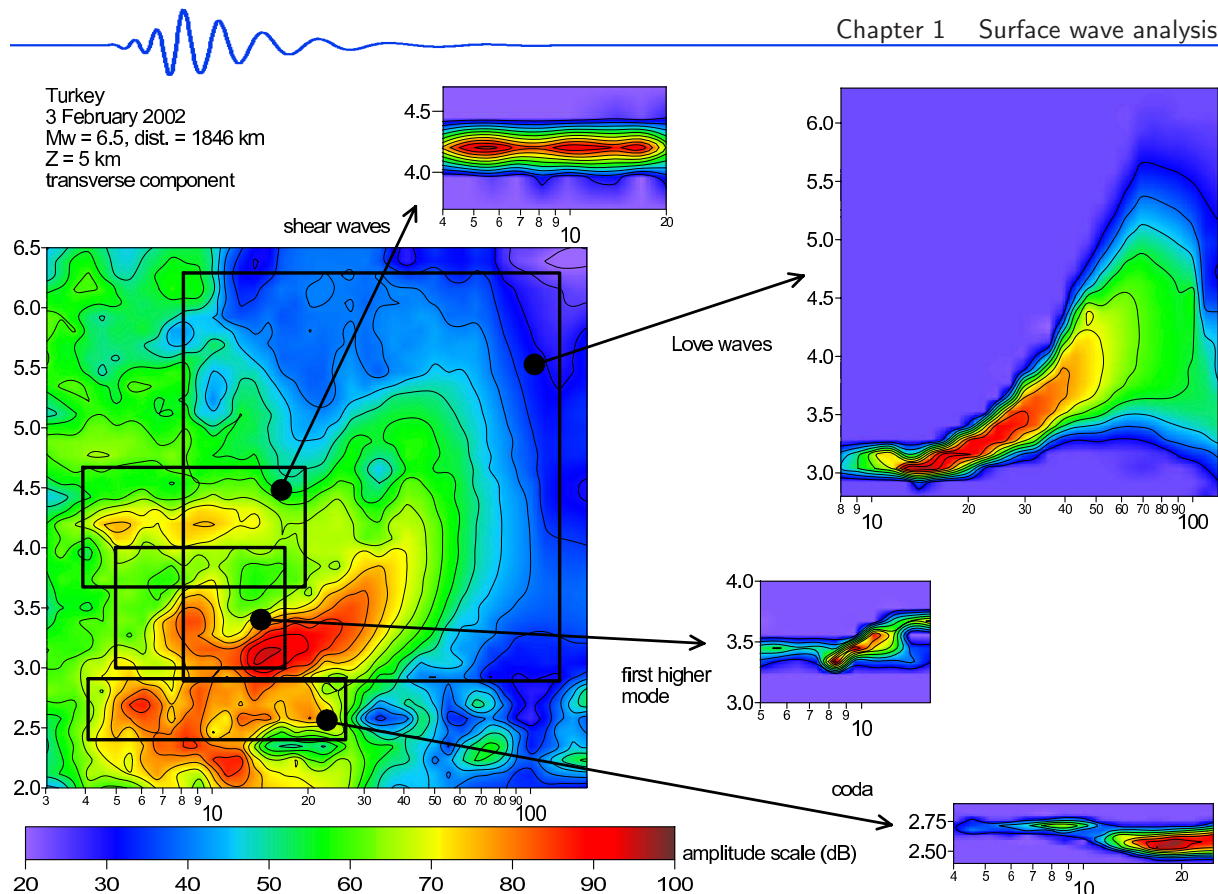 Chapter 1 Surface wave analysis
Turkey
3 February 2002
Mw = 6.5, dist. = 1846 km
Z = 5 km
transverse component
4.5
4.0
4 5 6 7 8 9 10 20
shear waves
6.0
5.5
5.0
4.5
4.0
3.5
3.0
8 9 10 20 30 40 50 60 70 80 90 100
Love waves
6.5
6.0
5.5
5.0
4.5
4.0
3.5
3.0
2.5
2.0
3 4 5 6 7 8 9 10 20 30 40 50 60 70 80 90 100
4.0
3.5
3.0
5 6 7 8 9 10
first higher
mode
coda
2.75
2.50
4 5 6 7 8 9 10 20
amplitude scale (dB)
20 30 40 50 60 70 80 90 100